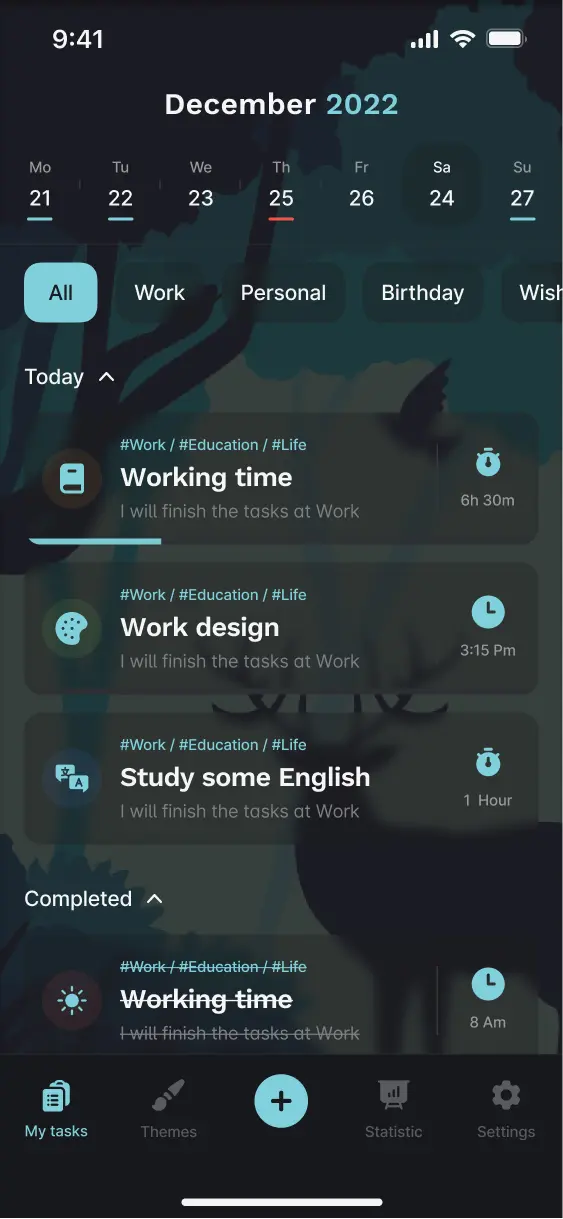 9:41
December 2022
Mo Tu We Th Fr Sa Su
21 22 23 25 26 24 27
All Work Personal Birthday Wish
Today
#Work / #Education / #Life
Working time
I will finish the tasks at Work
6h 30m
#Work / #Education / #Life
Work design
I will finish the tasks at Work
3:15 Pm
#Work / #Education / #Life
Study some English
I will finish the tasks at Work
1 Hour
Completed
#Work / #Education / #Life
Working time
I will finish the tasks at Work
8 Am
My tasks Themes Statistic Settings